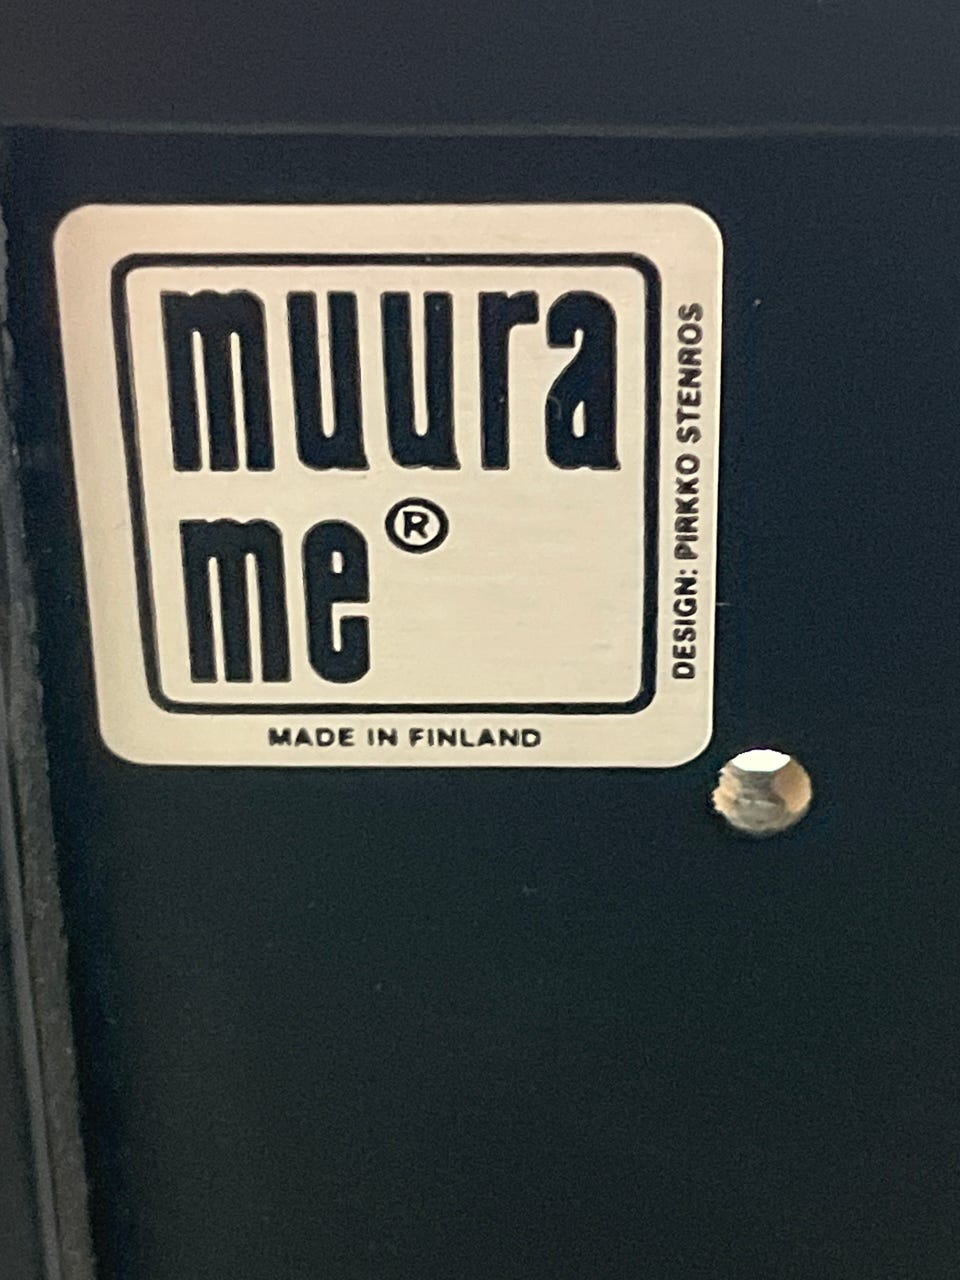 muura
me®
DESIGN: PIRKKO STENROS
MADE IN FINLAND